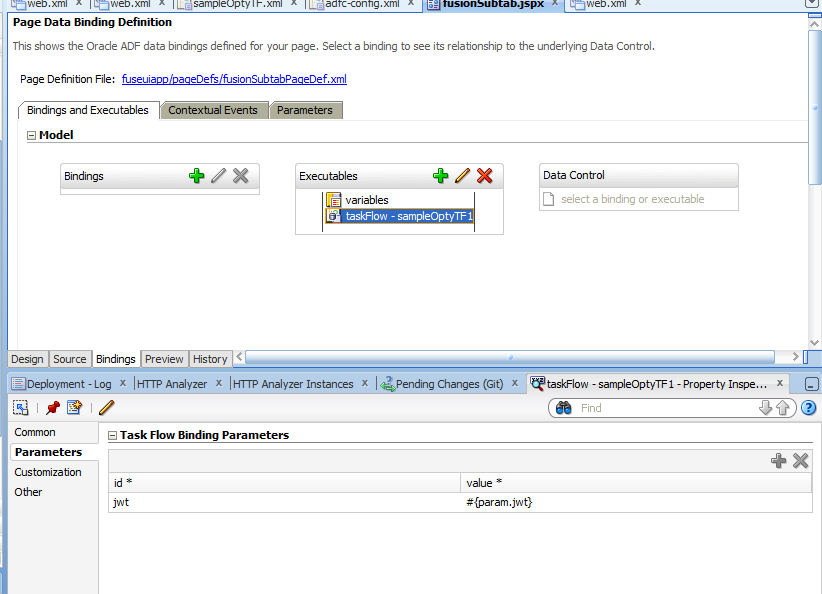 web.xml x web.xml x sampleOptyTF.xml x adfc-config.xml x fusionSubtab.jspx x web.xml x
Page Data Binding Definition
This shows the Oracle ADF data bindings defined for your page. Select a binding to see its relationship to the underlying Data Control.
Page Definition File: fuseuiapp/pageDefs/fusionSubtabPageDef.xml
Bindings and Executables Contextual Events Parameters
Model
Bindings Executables Data Control
variables select a binding or executable
taskFlow - sampleOptyTF1
Design Source Bindings Preview History
Deployment - Log x HTTP Analyzer x HTTP Analyzer Instances x Pending Changes (Git) x taskFlow - sampleOptyTF1 - Property Inspe... x
Find
Common
Task Flow Binding Parameters
Parameters
Customization
id * value *
Other
jwt #{param.jwt}